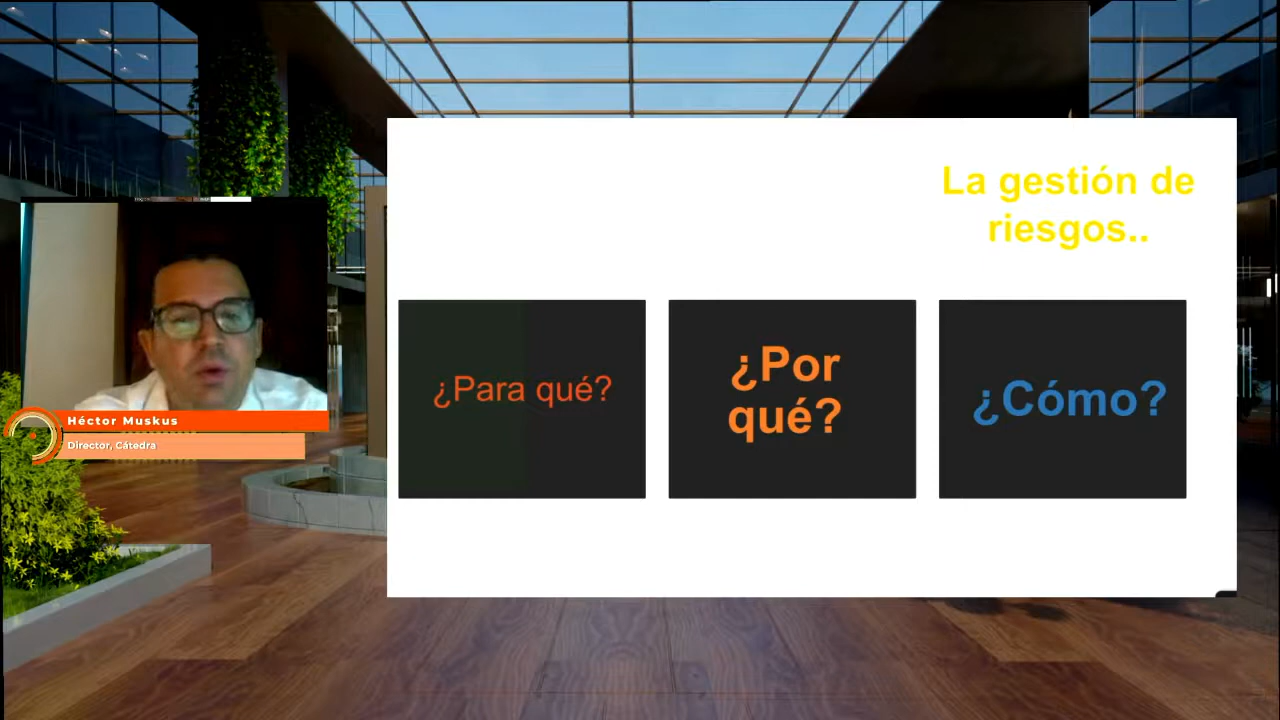 La gestión de
riesgos..
¿Para qué?
¿Por
qué?
¿Cómo?
Héctor Muskus
Director, Cátedra